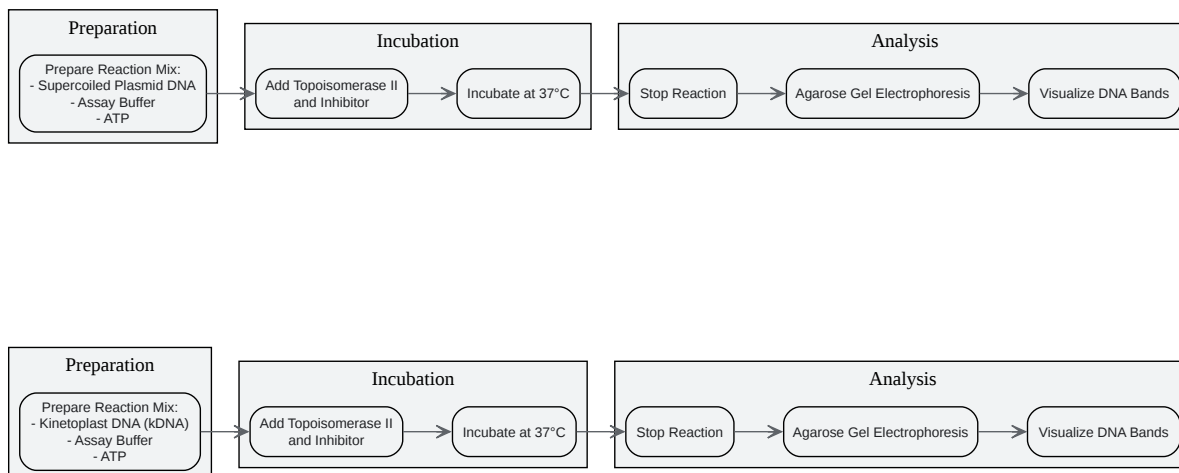 Preparation
Prepare Reaction Mix:
- Supercoiled Plasmid DNA
- Assay Buffer
- ATP
Incubation
Add Topoisomerase II
and Inhibitor
Incubate at 37°C
Analysis
Stop Reaction
Agarose Gel Electrophoresis
Visualize DNA Bands
Preparation
Prepare Reaction Mix:
- Kinetoplast DNA (kDNA)
- Assay Buffer
- ATP
Incubation
Add Topoisomerase II
and Inhibitor
Incubate at 37°C
Analysis
Stop Reaction
Agarose Gel Electrophoresis
Visualize DNA Bands